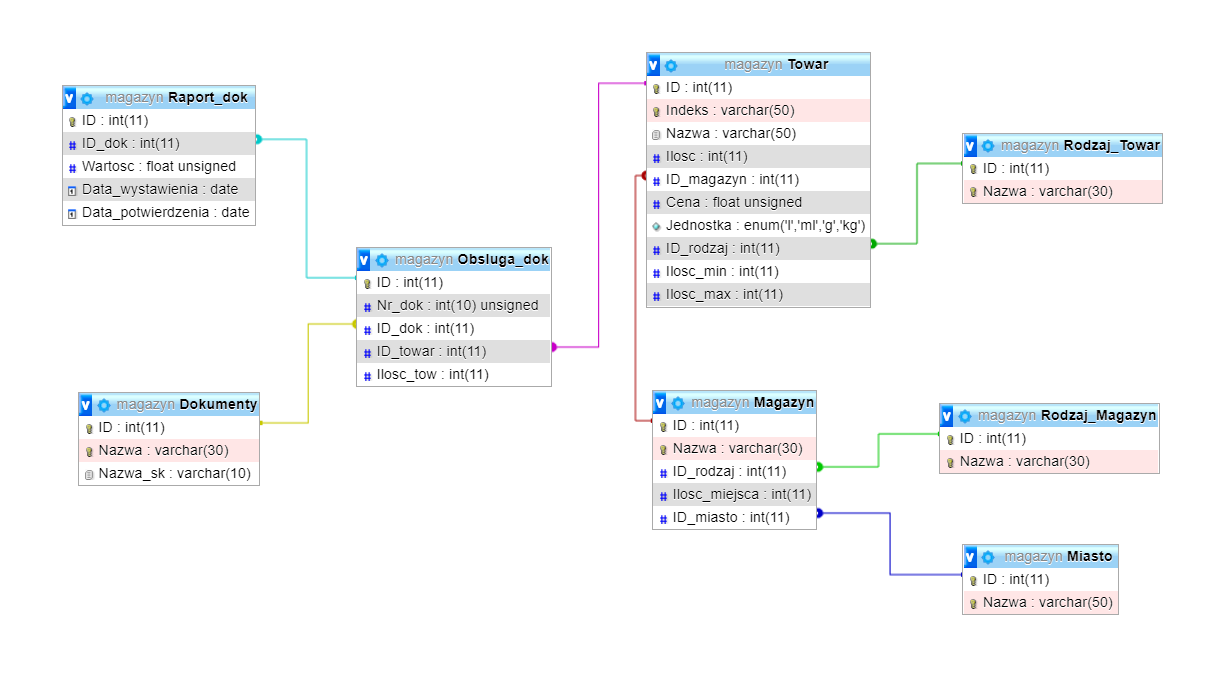 magazyn Raport_dok
ID : int(11)
ID_dok : int(11)
Wartosc : float unsigned
Data_wystawienia : date
Data_potwierdzenia : date
magazyn Obsluga_dok
ID : int(11)
Nr_dok : int(10) unsigned
ID_dok : int(11)
ID_towar : int(11)
Ilosc_tow : int(11)
magazyn Dokumenty
ID : int(11)
Nazwa : varchar(30)
Nazwa_sk : varchar(10)
magazyn Towar
ID : int(11)
Indeks : varchar(50)
Nazwa : varchar(50)
Ilosc : int(11)
ID_magazyn : int(11)
Cena : float unsigned
Jednostka : enum('l','ml','g','kg')
ID_rodzaj : int(11)
Ilosc_min : int(11)
Ilosc_max : int(11)
magazyn Rodzaj_Towar
ID : int(11)
Nazwa : varchar(30)
magazyn Magazyn
ID : int(11)
Nazwa : varchar(30)
ID_rodzaj : int(11)
Ilosc_miejsca : int(11)
ID_miasto : int(11)
magazyn Rodzaj_Magazyn
ID : int(11)
Nazwa : varchar(30)
magazyn Miasto
ID : int(11)
Nazwa : varchar(50)